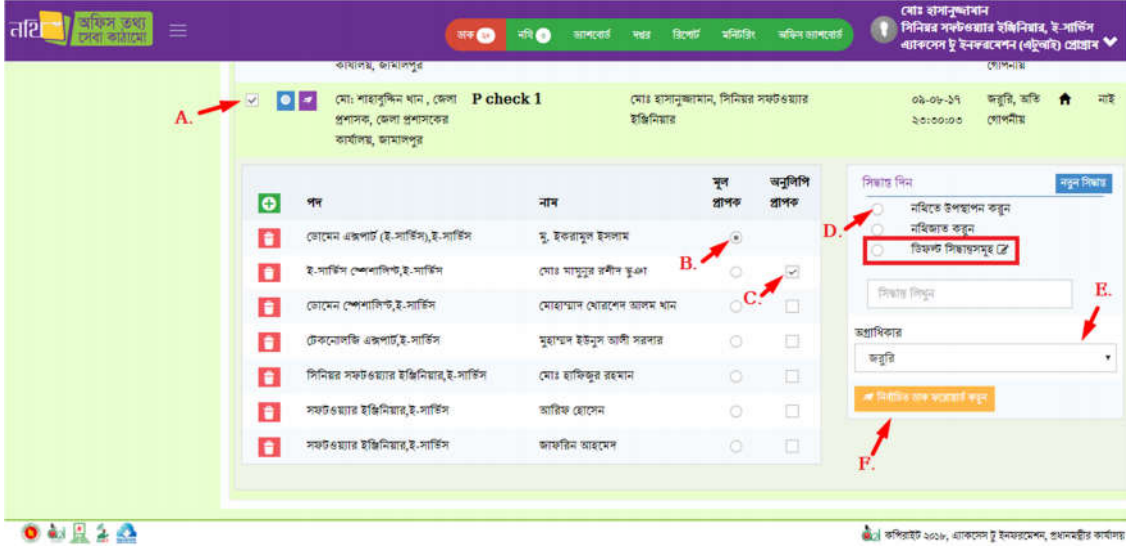 নথি অফিস তথ্য সেবা কাঠামো
ডাক নথি ড্যাশবোর্ড দপ্তর রিপোর্ট মনিটরিং অফিস ড্যাশবোর্ড
মোঃ হাসানুজ্জামান
সিনিয়র সফটওয়্যার ইঞ্জিনিয়ার, ই-সার্ভিস
এ্যাকসেস টু ইনফরমেশন (এটুআই) প্রোগ্রাম
কার্যালয়, জামালপুর গোপনীয়
A.
মো: শাহাবুদ্দিন খান , জেলা P check 1 মোঃ হাসানুজ্জামান, সিনিয়র সফটওয়্যার ০৯-০৮-১৭ জরুরি, অতি নাই
প্রশাসক, জেলা প্রশাসকের ইঞ্জিনিয়ার ২৩:৩০:০৩ গোপনীয়
কার্যালয়, জামালপুর
পদ নাম মূল প্রাপক অনুলিপি প্রাপক
ডোমেন এক্সপার্ট (ই-সার্ভিস),ই-সার্ভিস মু. ইকরামুল ইসলাম
B.
ই-সার্ভিস স্পেশালিস্ট,ই-সার্ভিস মোঃ মামুনুর রশীদ ভূঞা
C.
ডোমেন স্পেশালিস্ট,ই-সার্ভিস মোহাম্মাদ খোরশেদ আলম খান
টেকনোলজি এক্সপার্ট,ই-সার্ভিস মুহাম্মদ ইউনুস আলী সরদার
সিনিয়র সফটওয়্যার ইঞ্জিনিয়ার,ই-সার্ভিস মোঃ হাফিজুর রহমান
সফটওয়্যার ইঞ্জিনিয়ার,ই-সার্ভিস আরিফ হোসেন
সফটওয়্যার ইঞ্জিনিয়ার,ই-সার্ভিস জাফরিন আহমেদ
সিদ্ধান্ত দিন নতুন সিদ্ধান্ত
নথিতে উপস্থাপন করুন
D.
নথিজাত করুন
ডিফল্ট সিদ্ধান্তসমূহ
সিদ্ধান্ত লিখুন
E.
অগ্রাধিকার
জরুরি
নির্বাচিত ডাক ফরোয়ার্ড করুন
F.
কপিরাইট ২০১৮, এ্যাকসেস টু ইনফরমেশন, প্রধানমন্ত্রীর কার্যালয়